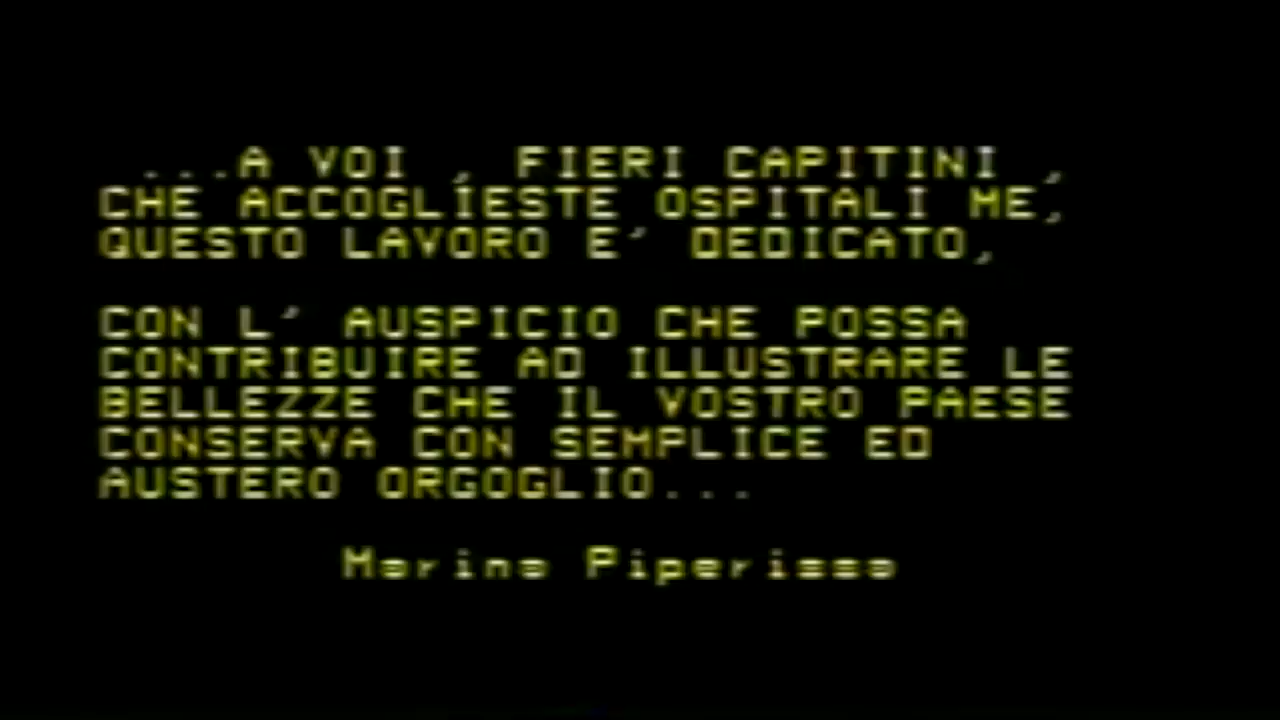 ...A VOI , FIERI CAPITINI ,
CHE ACCOGLIESTE OSPITALI ME,
QUESTO LAVORO E' DEDICATO,
CON L' AUSPICIO CHE POSSA
CONTRIBUIRE AD ILLUSTRARE LE
BELLEZZE CHE IL VOSTRO PAESE
CONSERVA CON SEMPLICE ED
AUSTERO ORGOGLIO...
Marina